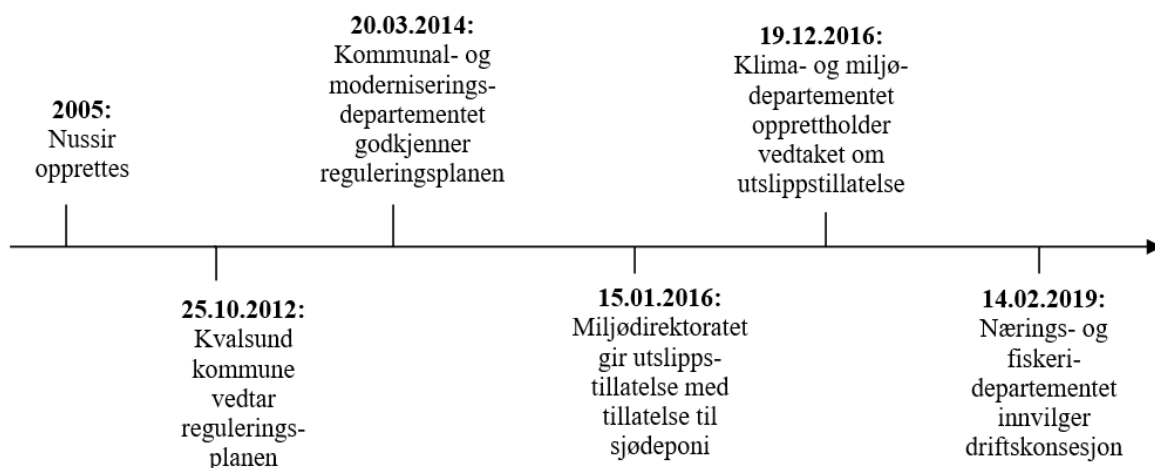 2005:
Nussir
opprettes
25.10.2012:
Kvalsund
kommune
vedtar
regulerings-
planen
20.03.2014:
Kommunal- og
moderniserings-
departementet
godkjenner
reguleringsplanen
15.01.2016:
Miljødirektoratet
gir utslipps-
tillatelse med
tillatelse til
sjødeponi
19.12.2016:
Klima- og miljø-
departementet
opprettholder
vedtaket om
utslippstillatelse
14.02.2019:
Nærings- og
fiskeri-
departementet
innvilger
driftskonsesjon